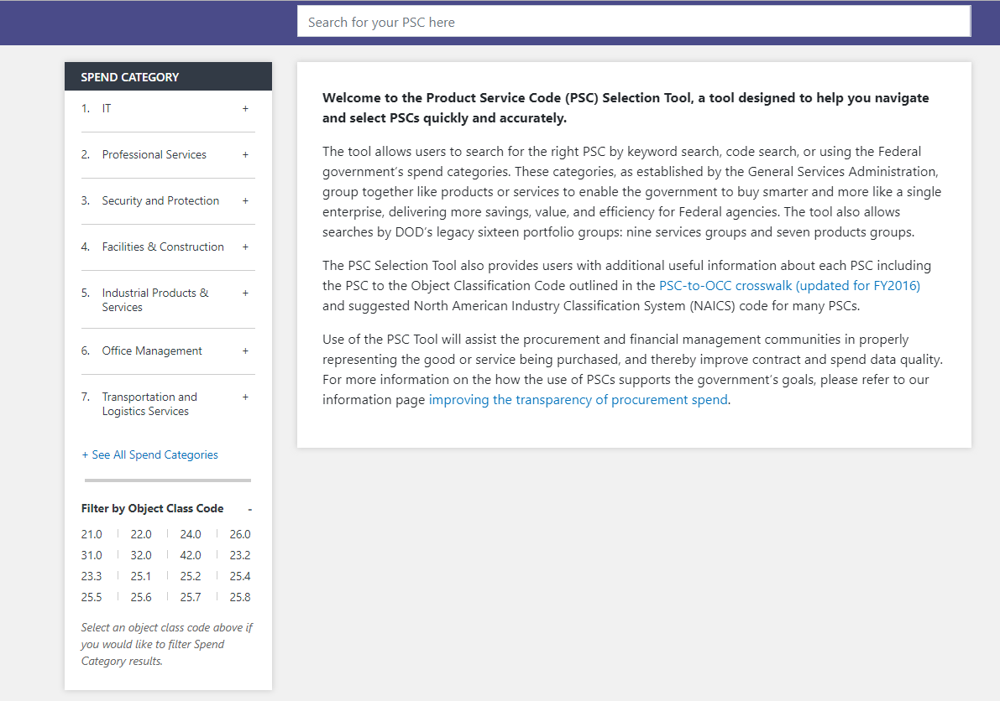 Search for your PSC here
SPEND CATEGORY
1. IT +
2. Professional Services +
3. Security and Protection +
4. Facilities & Construction +
5. Industrial Products & +
Services
6. Office Management +
7. Transportation and +
Logistics Services
+ See All Spend Categories
Filter by Object Class Code -
21.0 | 22.0 | 24.0 | 26.0
31.0 | 32.0 | 42.0 | 23.2
23.3 | 25.1 | 25.2 | 25.4
25.5 | 25.6 | 25.7 | 25.8
Select an object class code above if
you would like to filter Spend
Category results.
Welcome to the Product Service Code (PSC) Selection Tool, a tool designed to help you navigate
and select PSCs quickly and accurately.
The tool allows users to search for the right PSC by keyword search, code search, or using the Federal
government's spend categories. These categories, as established by the General Services Administration,
group together like products or services to enable the government to buy smarter and more like a single
enterprise, delivering more savings, value, and efficiency for Federal agencies. The tool also allows
searches by DOD's legacy sixteen portfolio groups: nine services groups and seven products groups.
The PSC Selection Tool also provides users with additional useful information about each PSC including
the PSC to the Object Classification Code outlined in the PSC-to-OCC crosswalk (updated for FY2016)
and suggested North American Industry Classification System (NAICS) code for many PSCs.
Use of the PSC Tool will assist the procurement and financial management communities in properly
representing the good or service being purchased, and thereby improve contract and spend data quality.
For more information on the how the use of PSCs supports the government's goals, please refer to our
information page improving the transparency of procurement spend.